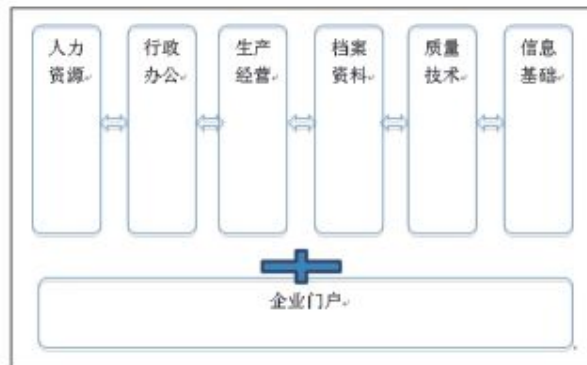 人力
资源
行政
办公
生产
经营
档案
资料
质量
技术
信息
基础
企业门户